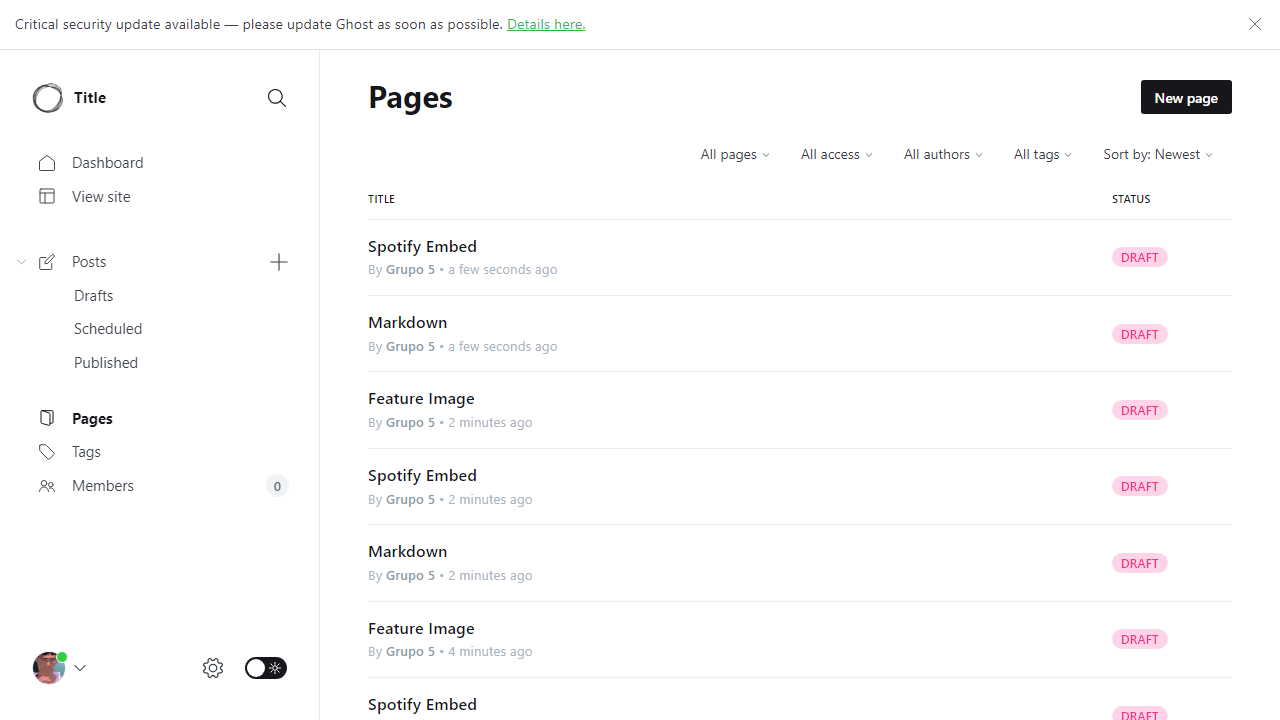 Critical security update available — please update Ghost as soon as possible. Details here.
Title
Dashboard
View site
Posts
Drafts
Scheduled
Published
Pages
Tags
Members
0
Pages
New page
All pages
All access
All authors
All tags
Sort by: Newest
TITLE
STATUS
Spotify Embed
By Grupo 5 • a few seconds ago
DRAFT
Markdown
By Grupo 5 • a few seconds ago
DRAFT
Feature Image
By Grupo 5 • 2 minutes ago
DRAFT
Spotify Embed
By Grupo 5 • 2 minutes ago
DRAFT
Markdown
By Grupo 5 • 2 minutes ago
DRAFT
Feature Image
By Grupo 5 • 4 minutes ago
DRAFT
Spotify Embed
DRAFT